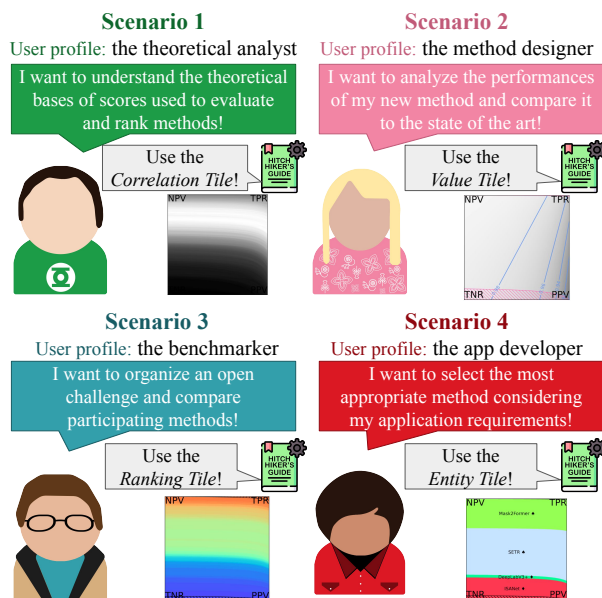 Scenario 1
User profile: the theoretical analyst
I want to understand the theoretical
bases of scores used to evaluate
and rank methods!
Use the
Correlation Tile!
HITCH
HIKER'S
GUIDE
NPV TPR
Scenario 2
User profile: the method designer
I want to analyze the performances
of my new method and compare it
to the state of the art!
Use the
Value Tile!
HITCH
HIKER'S
GUIDE
NPV TPR
TNR PPV
Scenario 3
User profile: the benchmarker
I want to organize an open
challenge and compare
participating methods!
Use the
Ranking Tile!
HITCH
HIKER'S
GUIDE
NPV TPR
TNR PPV
Scenario 4
User profile: the app developer
I want to select the most
appropriate method considering
my application requirements!
Use the
Entity Tile!
HITCH
HIKER'S
GUIDE
NPV TPR
Mask2Former ♠
SETR ♠
DeepLabV3+ ♠
ISANet ♠
TNR PPV